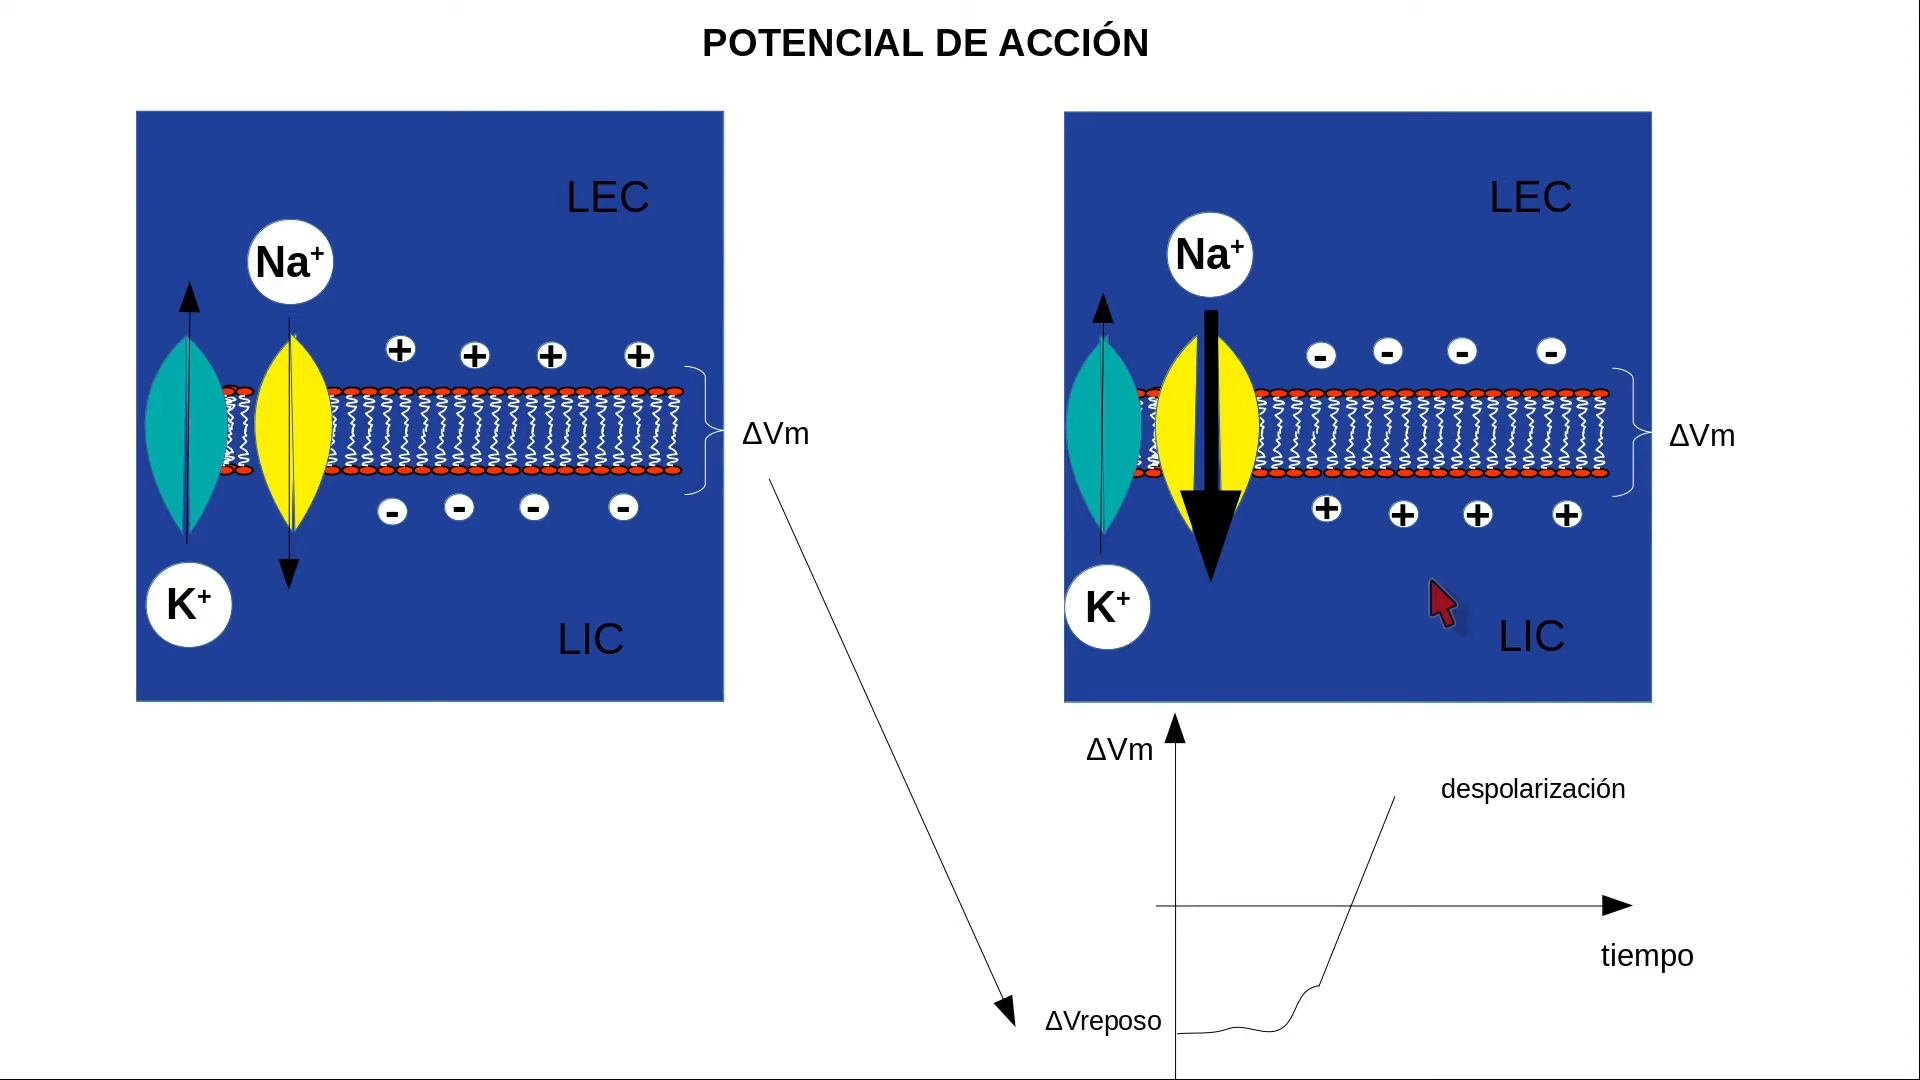 POTENCIAL DE ACCIÓN
LEC
Na⁺
+ + + +
ΔVm
- - - -
K⁺
LIC
LEC
Na⁺
- - - -
ΔVm
+ + + +
K⁺
LIC
ΔVm
despolarización
tiempo
ΔVreposo